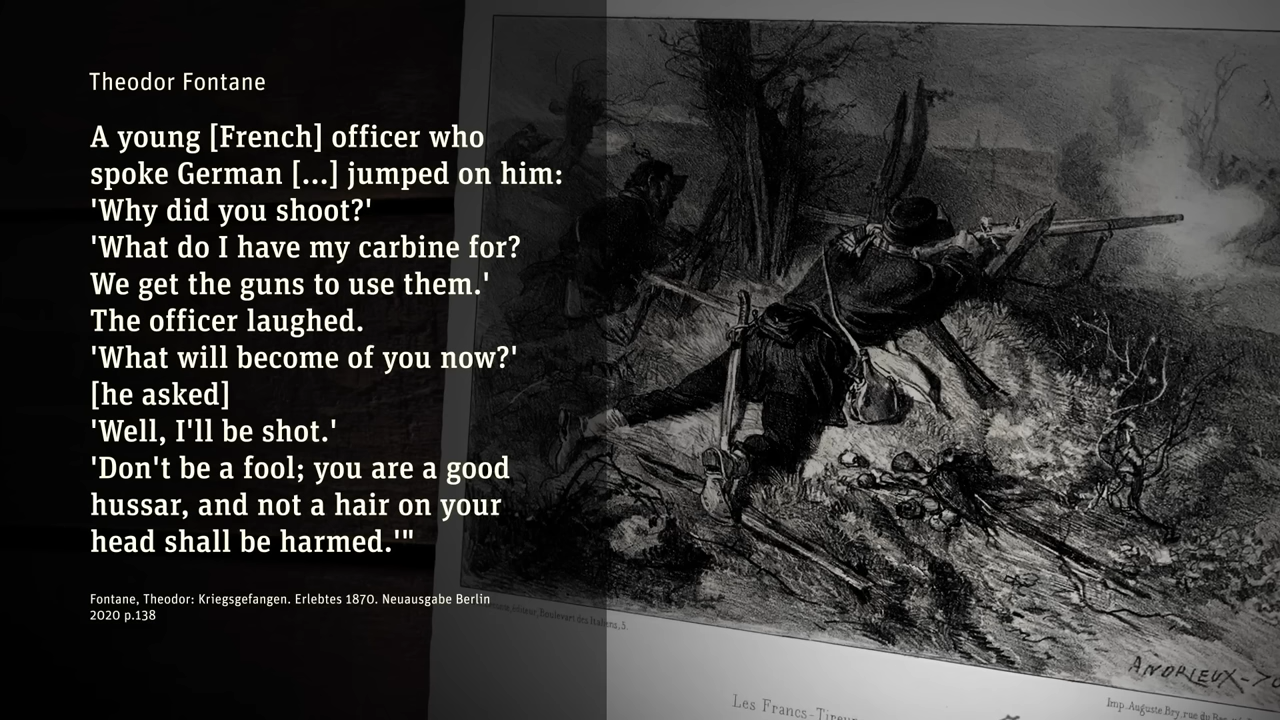 Theodor Fontane
A young [French] officer who
spoke German [...] jumped on him:
'Why did you shoot?'
'What do I have my carbine for?
We get the guns to use them.'
The officer laughed.
'What will become of you now?'
[he asked]
'Well, I'll be shot.'
'Don't be a fool; you are a good
hussar, and not a hair on your
head shall be harmed.'"
Fontane, Theodor: Kriegsgefangen. Erlebtes 1870. Neuausgabe Berlin
2020 p.138
Boulevart des Italiens, 5.
ANDRIEUX
Les Francs-
Imp. Auguste Bry, rue du